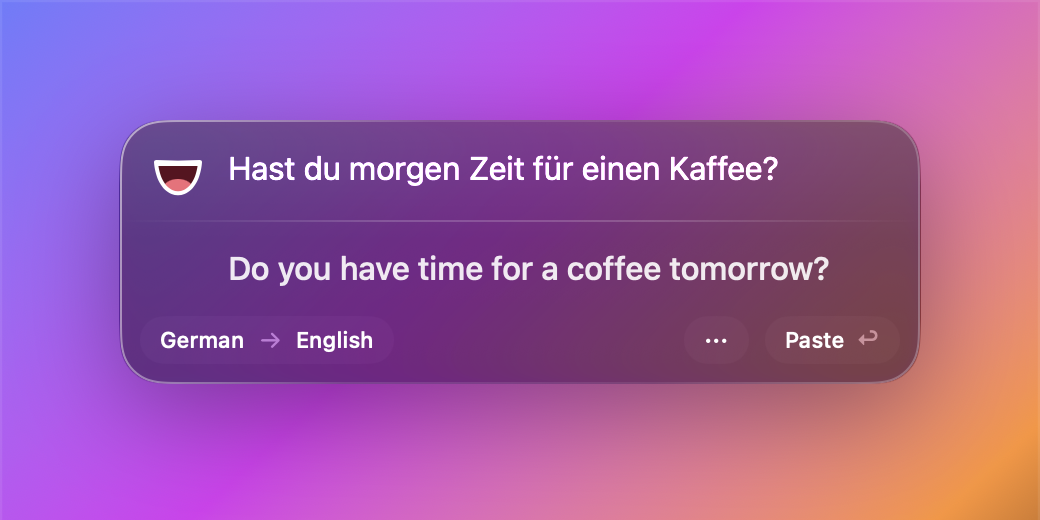 Hast du morgen Zeit für einen Kaffee?
Do you have time for a coffee tomorrow?
German → English
... Paste ↩